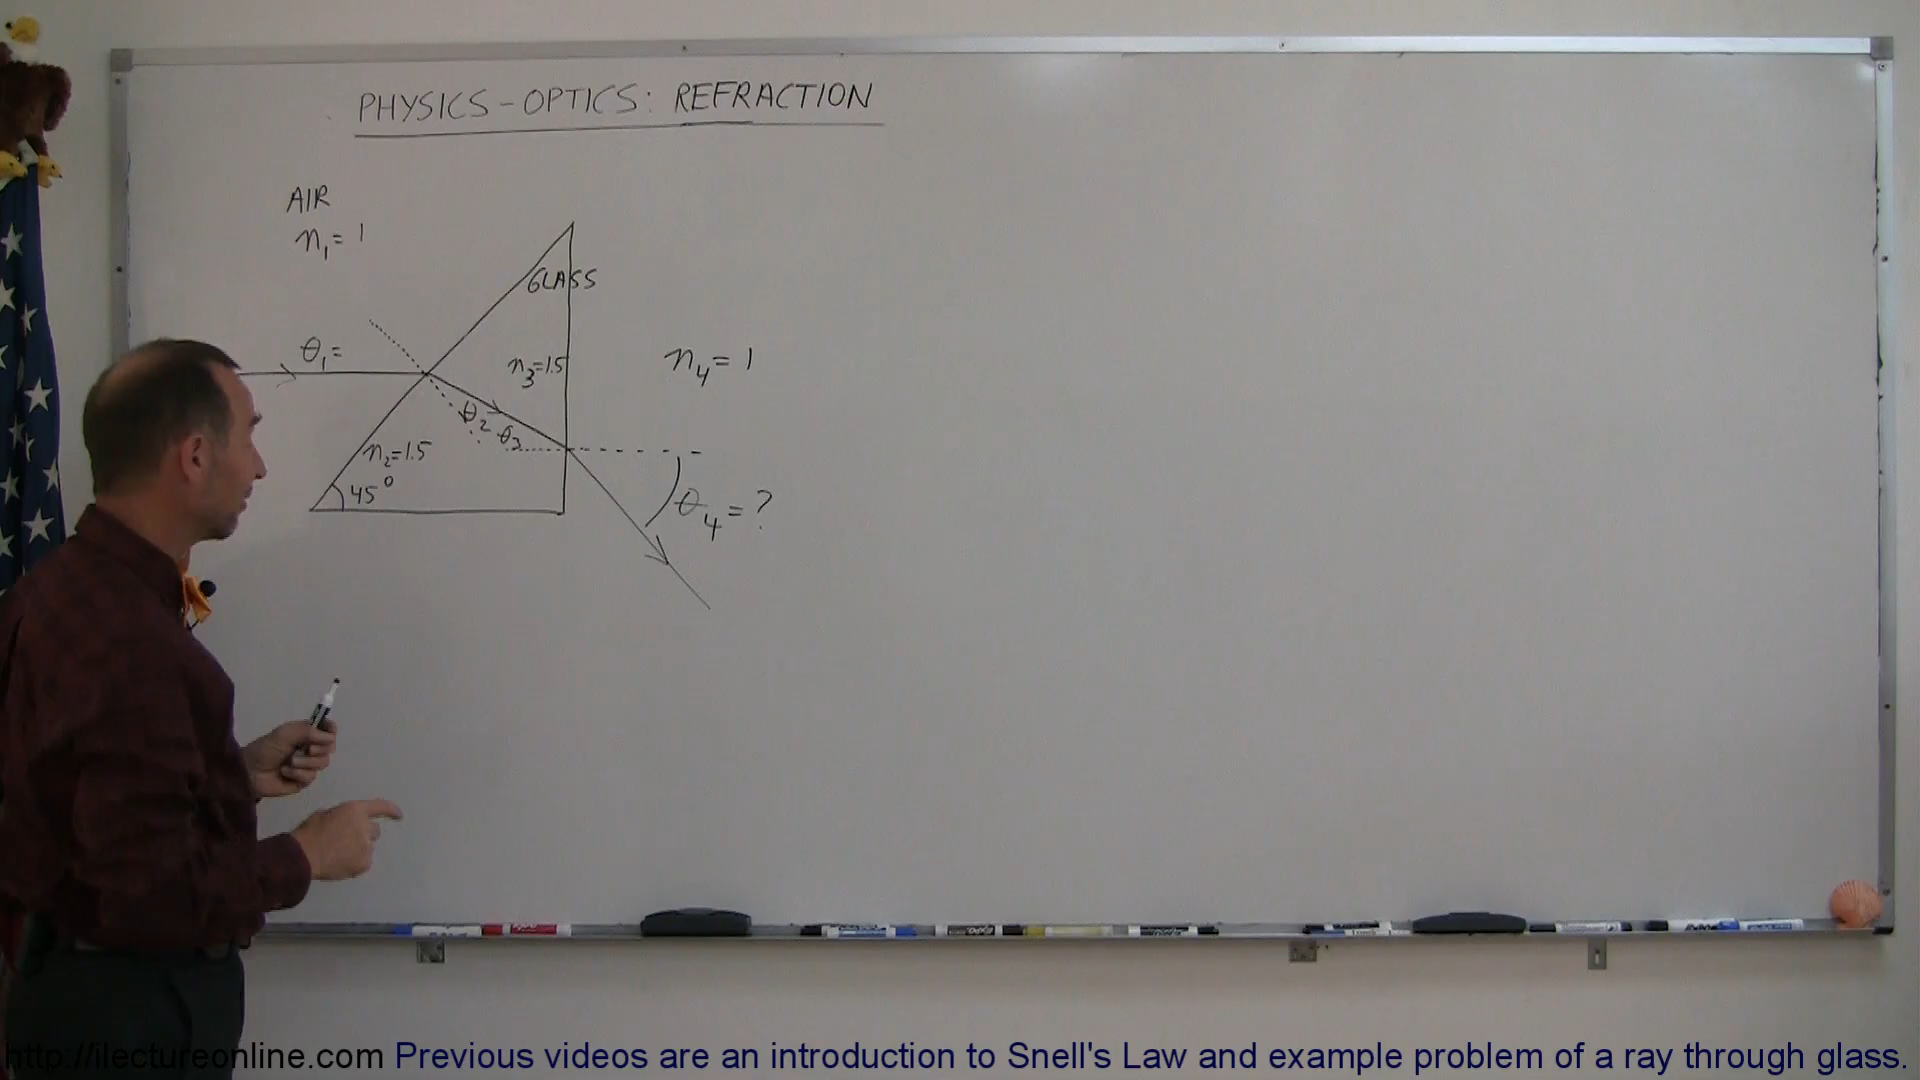 PHYSICS-OPTICS: REFRACTION
AIR
n₁= 1
GLASS
θ₁=
n₃=1.5
n₄= 1
θ₂
θ₃
n₂=1.5
45°
θ₄= ?
http://ilectureonline.com Previous videos are an introduction to Snell's Law and example problem of a ray through glass.